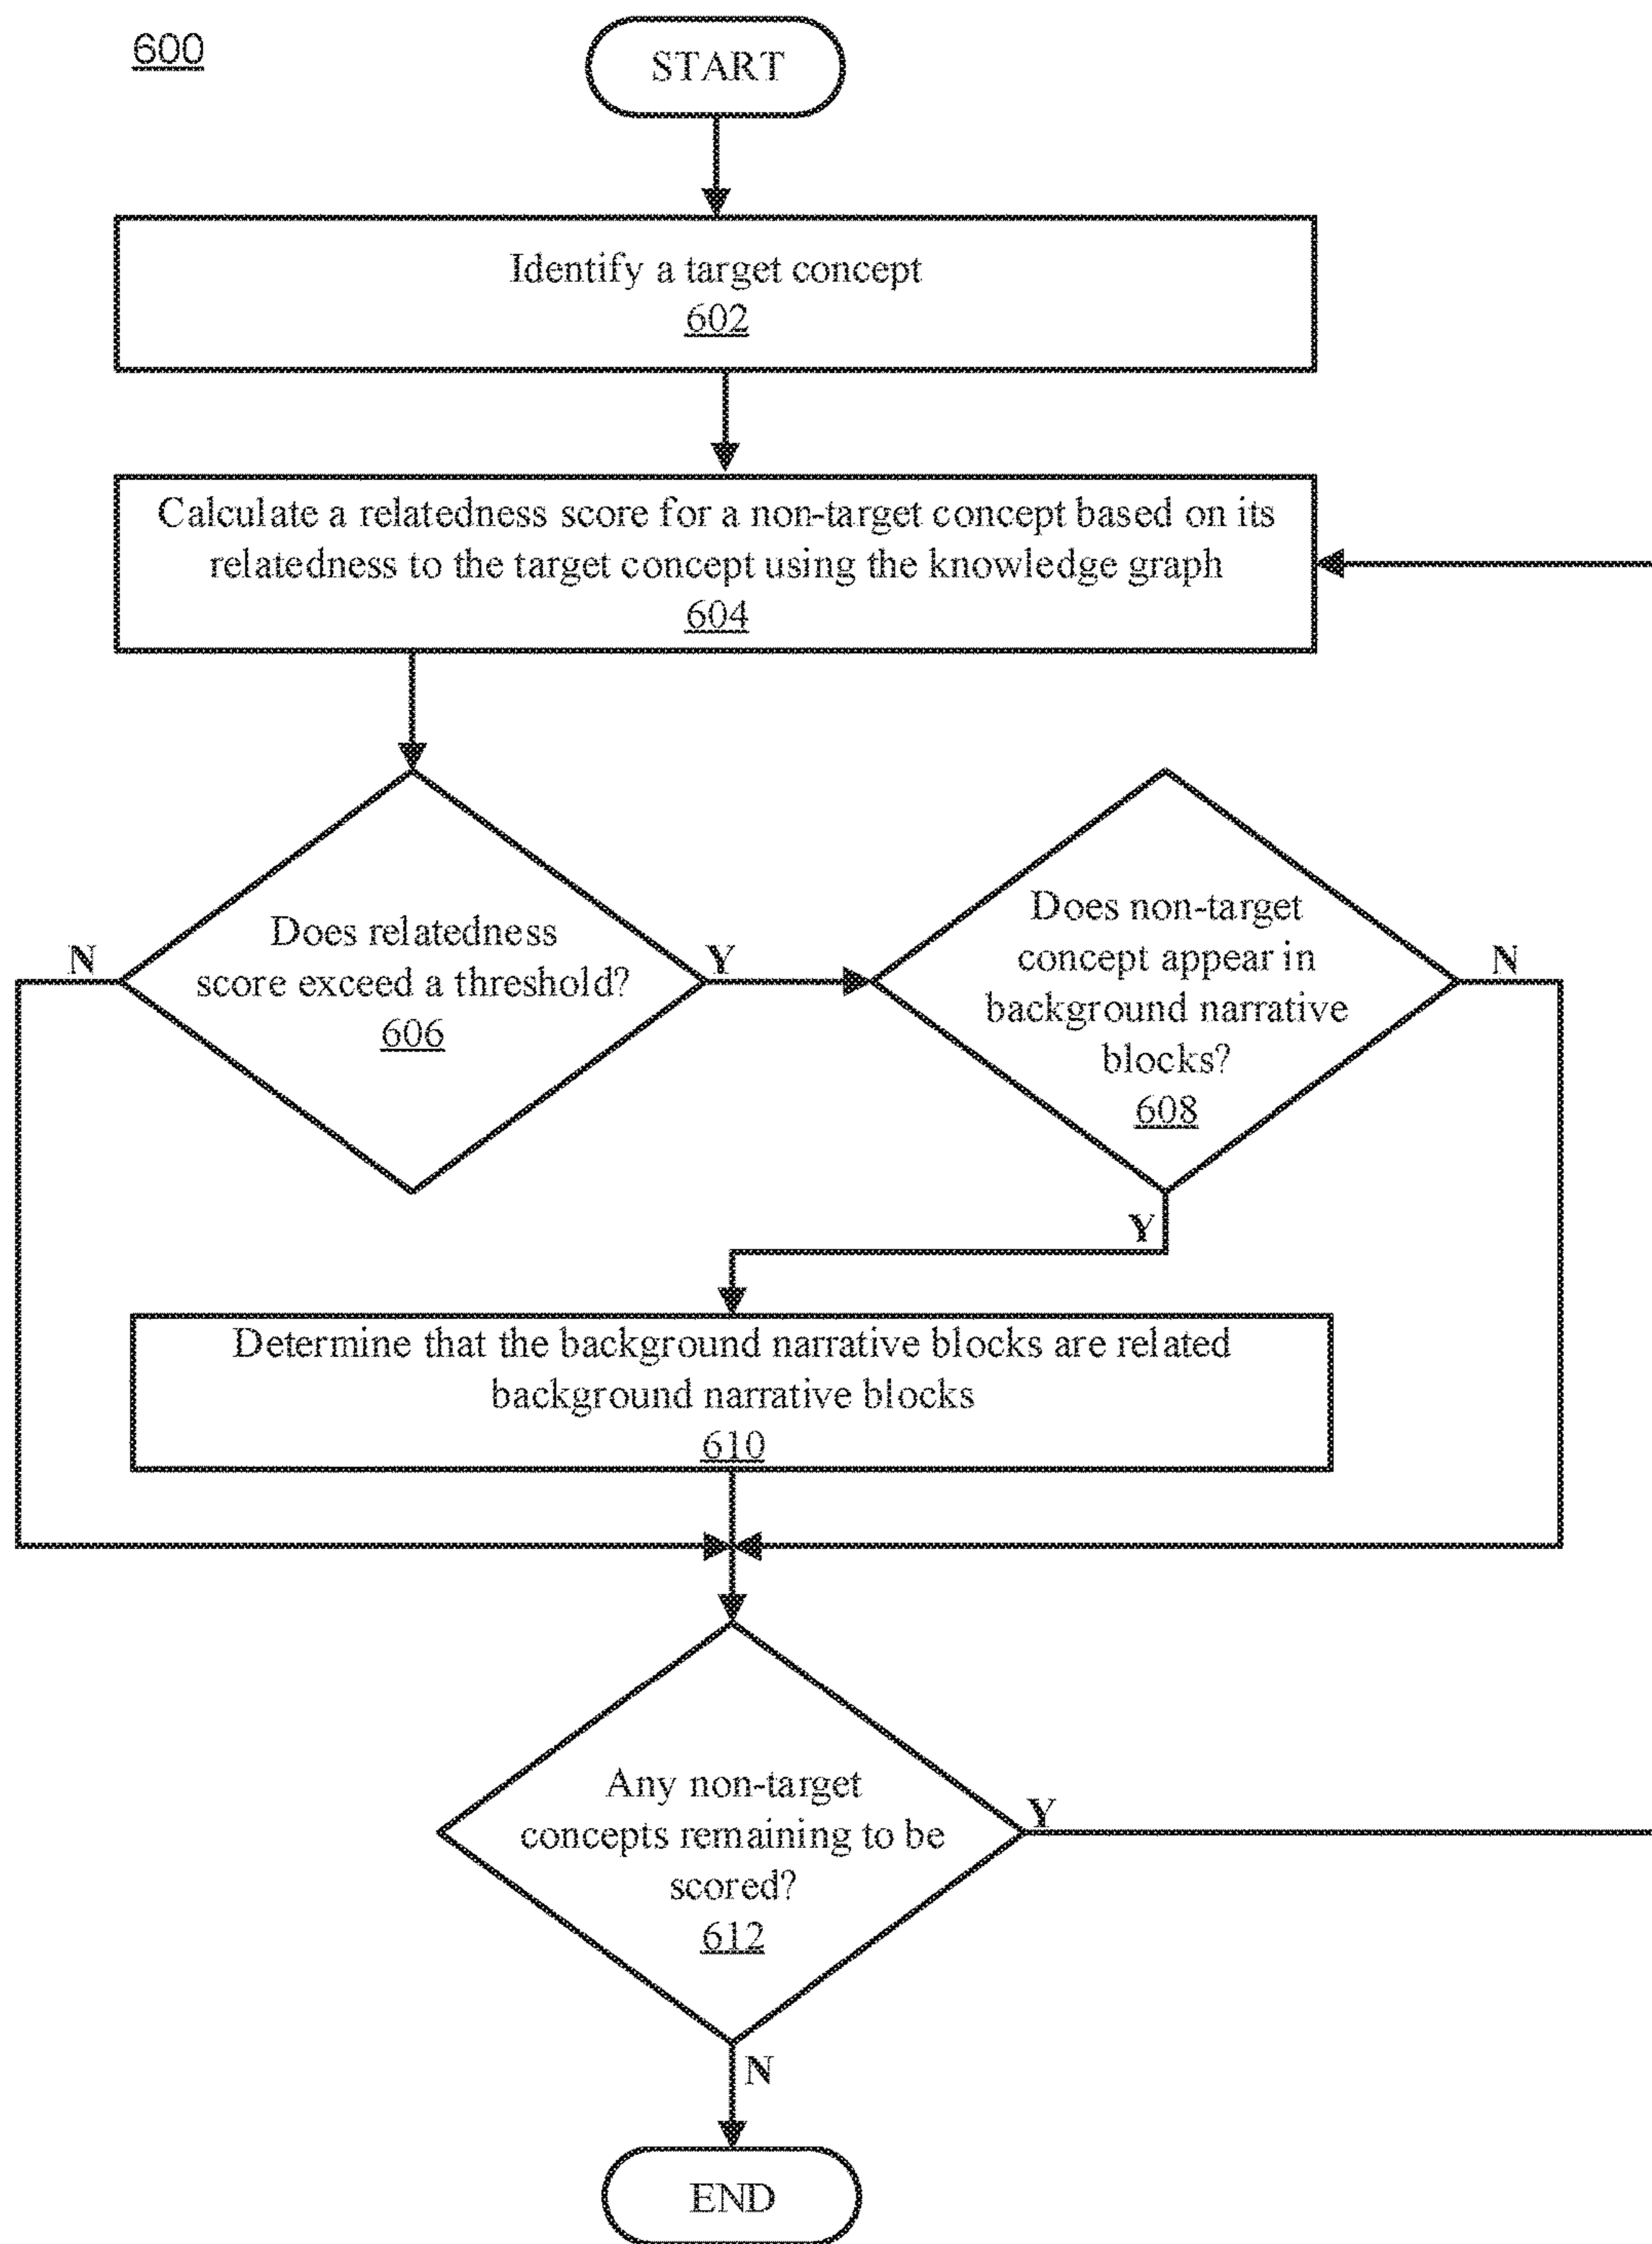 600
START
Identify a target concept
602
Calculate a relatedness score for a non-target concept based on its
relatedness to the target concept using the knowledge graph
604
Does relatedness
score exceed a threshold?
606
N
Y
Does non-target
concept appear in
background narrative
blocks?
608
N
Y
Determine that the background narrative blocks are related
background narrative blocks
610
Any non-target
concepts remaining to be
scored?
612
Y
N
END